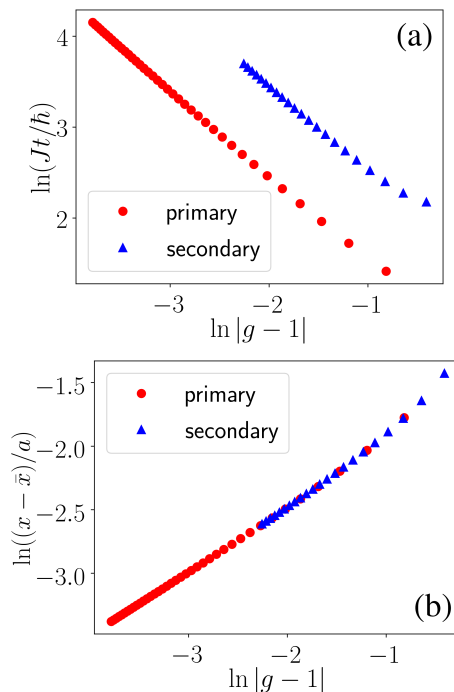 (a)
4
3
2
ln(Jt/ħ)
primary
secondary
−3
−2
−1
ln |g − 1|
(b)
−1.5
−2.0
−2.5
−3.0
ln((x − x̄)/a)
primary
secondary
−3
−2
−1
ln |g − 1|